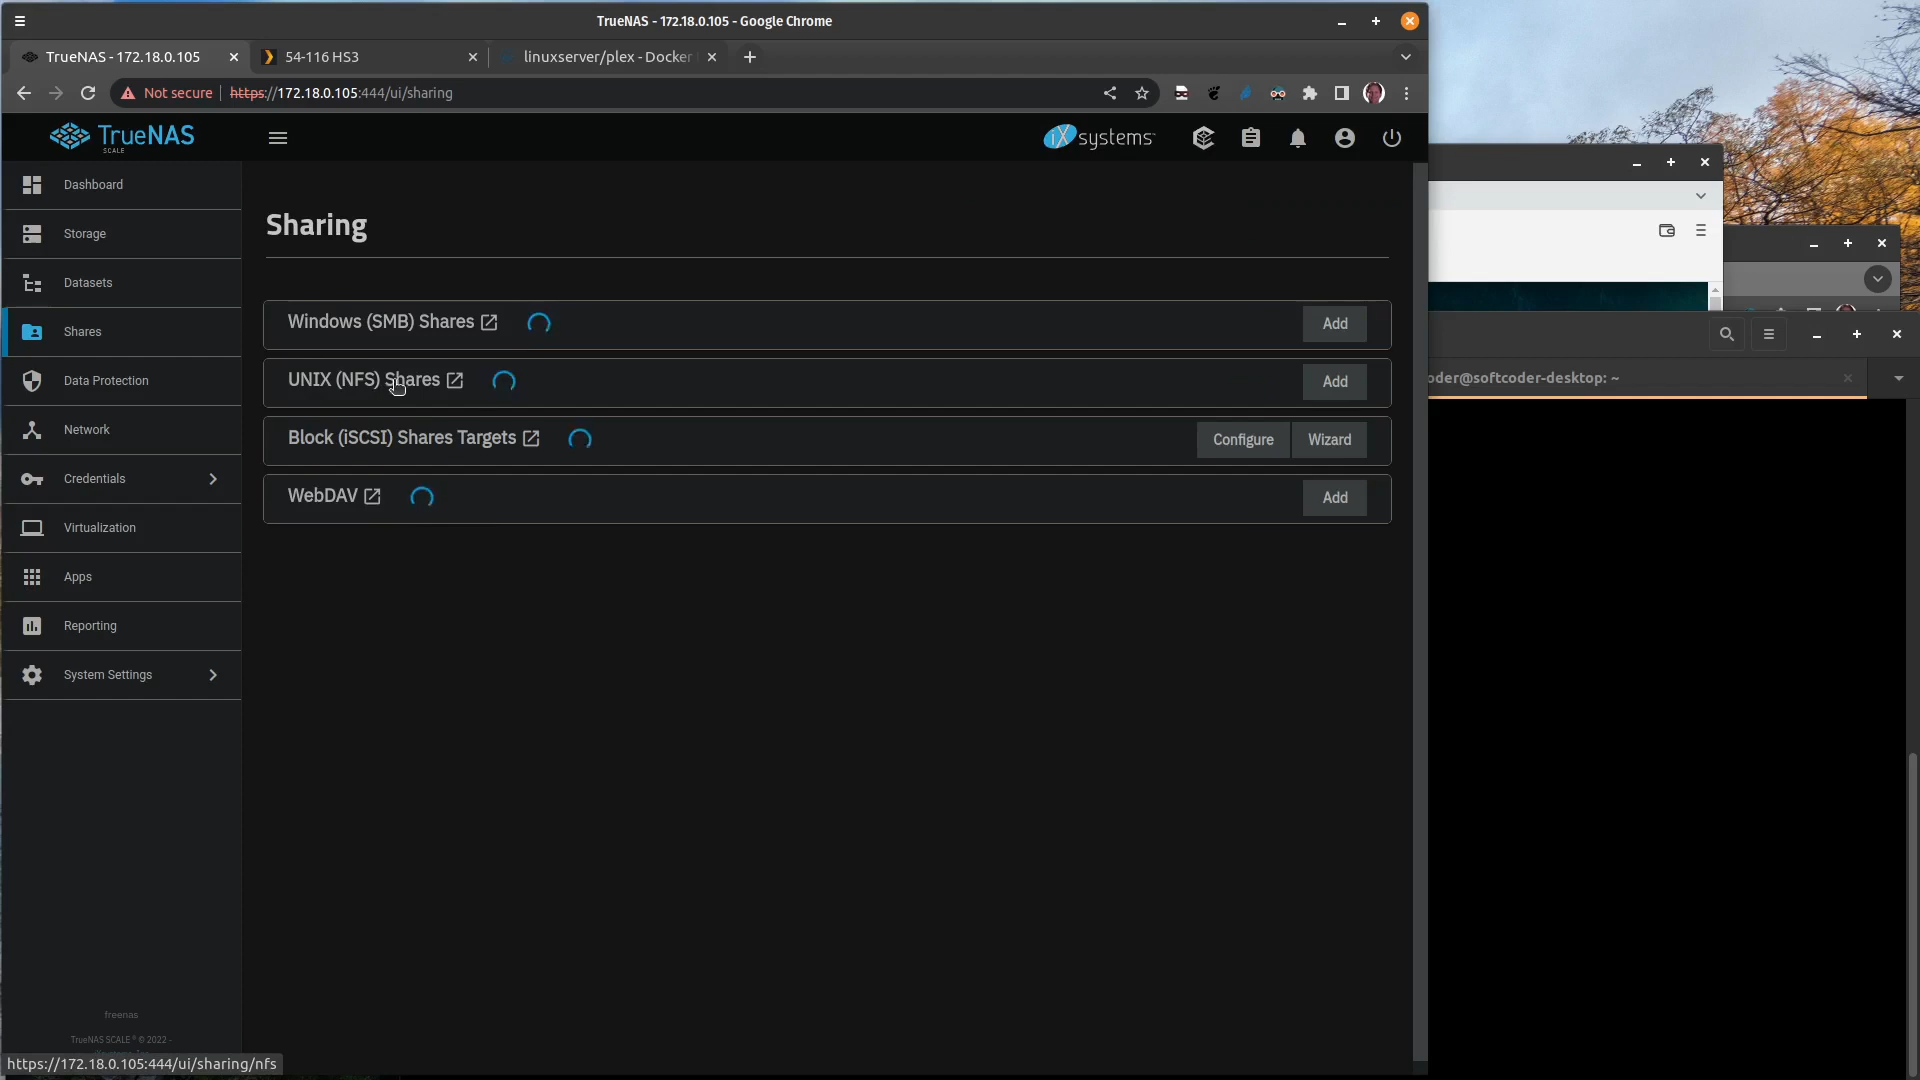 TrueNAS - 172.18.0.105 - Google Chrome
TrueNAS - 172.18.0.105
54-116 HS3
linuxserver/plex - Docker
Not secure
https://172.18.0.105:444/ui/sharing
TrueNAS
SCALE
iXsystems
Dashboard
Storage
Datasets
Shares
Data Protection
Network
Credentials
Virtualization
Apps
Reporting
System Settings
Sharing
Windows (SMB) Shares
Add
UNIX (NFS) Shares
Add
Block (iSCSI) Shares Targets
Configure
Wizard
WebDAV
Add
oder@softcoder-desktop: ~
freenas
TrueNAS SCALE ® © 2022 -
https://172.18.0.105:444/ui/sharing/nfs